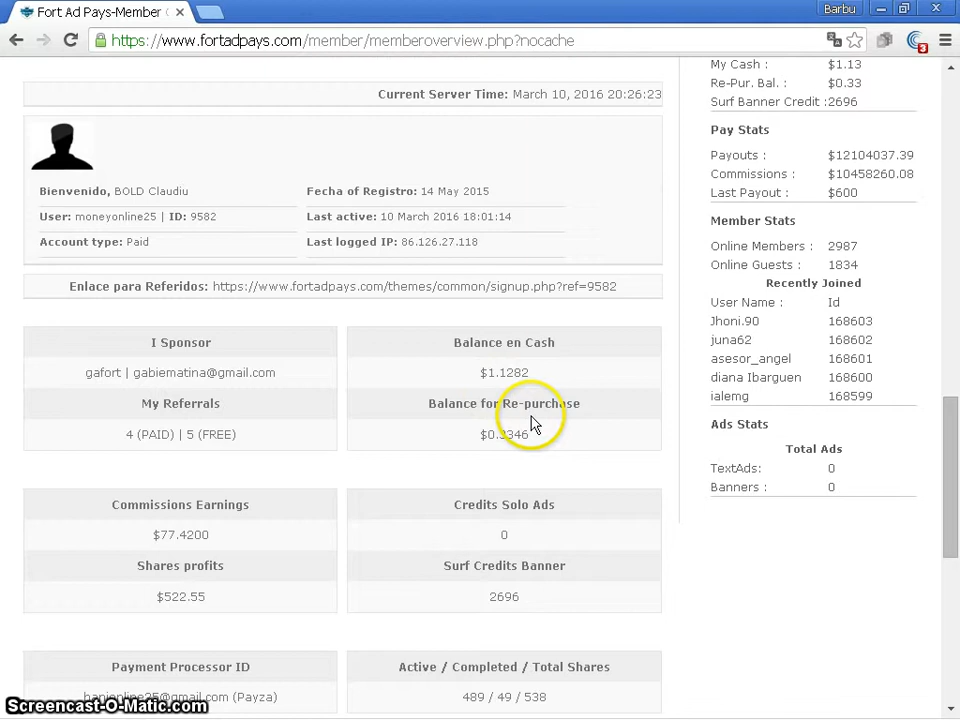 Fort Ad Pays-Member
Barbu
https://www.fortadpays.com/member/memberoverview.php?nocache
3
Current Server Time: March 10, 2016 20:26:23
Bienvenido, BOLD Claudiu
Fecha of Registro: 14 May 2015
User: moneyonline25 | ID: 9582
Last active: 10 March 2016 18:01:14
Account type: Paid
Last logged IP: 86.126.27.118
Enlace para Referidos: https://www.fortadpays.com/themes/common/signup.php?ref=9582
I Sponsor
Balance en Cash
gafort | gabiematina@gmail.com
$1.1282
My Referrals
Balance for Re-purchase
4 (PAID) | 5 (FREE)
$0.3346
Commissions Earnings
Credits Solo Ads
$77.4200
0
Shares profits
Surf Credits Banner
$522.55
2696
Payment Processor ID
Active / Completed / Total Shares
(Payza)
489 / 49 / 538
My Cash : $1.13
Re-Pur. Bal. : $0.33
Surf Banner Credit :2696
Pay Stats
Payouts : $12104037.39
Commissions : $10458260.08
Last Payout : $600
Member Stats
Online Members : 2987
Online Guests : 1834
Recently Joined
User Name : Id
Jhoni.90 168603
juna62 168602
asesor_angel 168601
diana Ibarguen 168600
ialemg 168599
Ads Stats
Total Ads
TextAds: 0
Banners : 0
Screencast-O-Matic.com